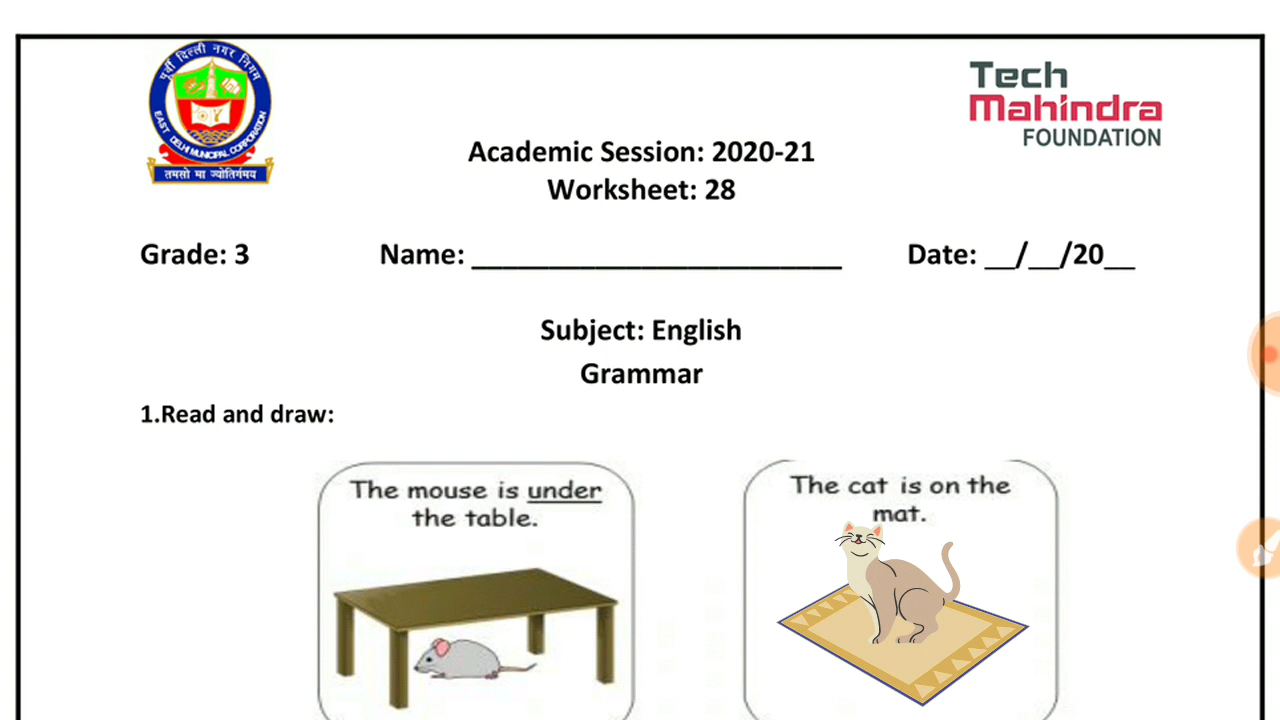 पूर्वी दिल्ली नगर निगम
EAST DELHI MUNICIPAL CORPORATION
तमसो मा ज्योतिर्गमय
Tech
Mahindra
FOUNDATION
Academic Session: 2020-21
Worksheet: 28
Grade: 3 Name: ________________________ Date: __/__/20__
Subject: English
Grammar
1.Read and draw:
The mouse is under
the table.
The cat is on the
mat.